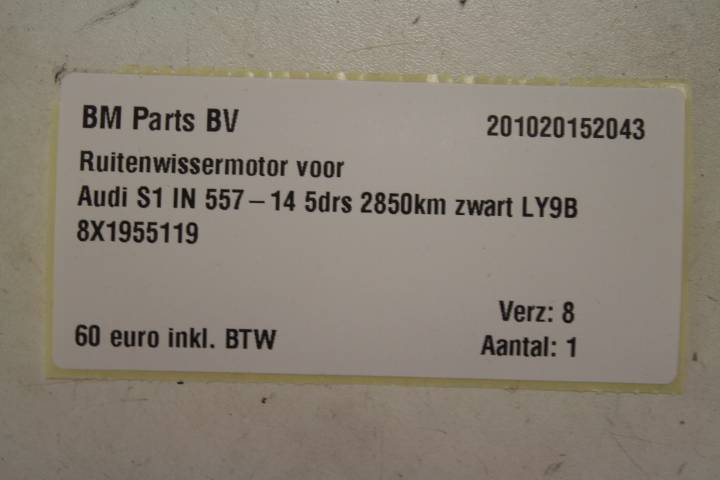 BM Parts BV 201020152043
Ruitenwissermotor voor
Audi S1 IN 557 – 14 5drs 2850km zwart LY9B
8X1955119
Verz: 8
60 euro inkl. BTW Aantal: 1